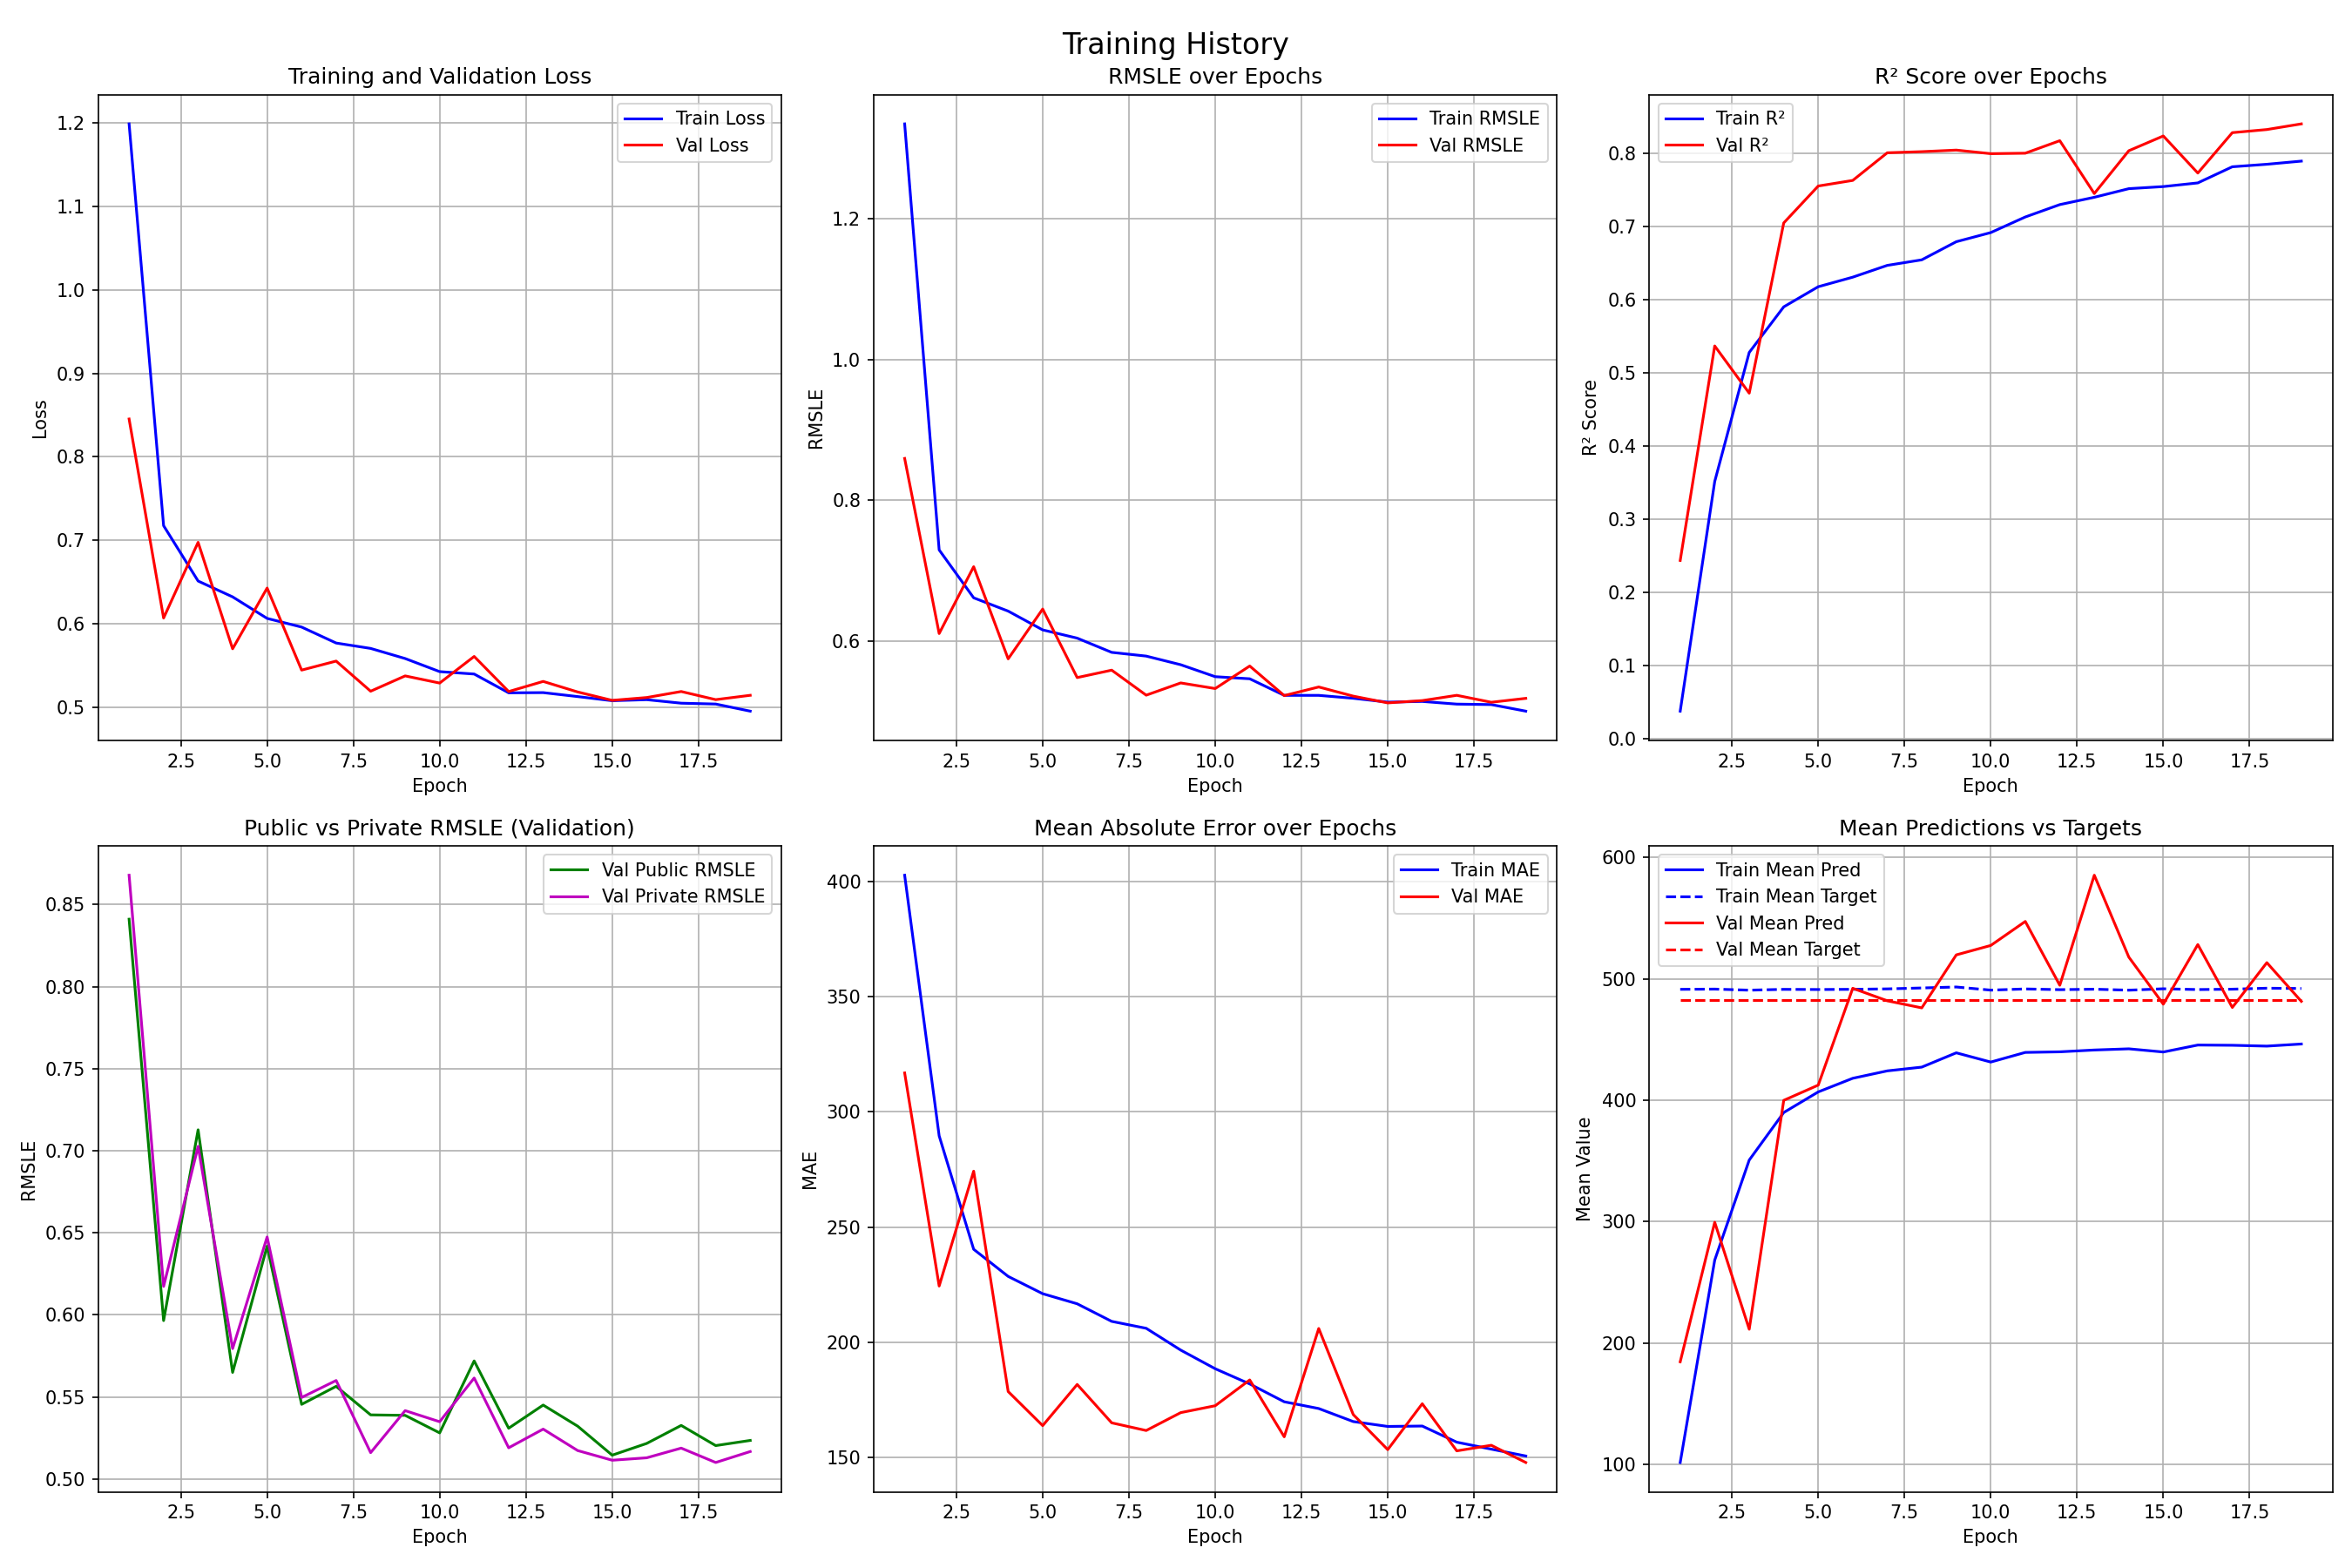 Training History
Training and Validation Loss
Train Loss
Val Loss
1.2
1.1
1.0
0.9
0.8
0.7
0.6
0.5
Loss
2.5 5.0 7.5 10.0 12.5 15.0 17.5
Epoch
RMSLE over Epochs
Train RMSLE
Val RMSLE
1.2
1.0
0.8
0.6
RMSLE
2.5 5.0 7.5 10.0 12.5 15.0 17.5
Epoch
R² Score over Epochs
Train R²
Val R²
0.8
0.7
0.6
0.5
0.4
0.3
0.2
0.1
0.0
R² Score
2.5 5.0 7.5 10.0 12.5 15.0 17.5
Epoch
Public vs Private RMSLE (Validation)
Val Public RMSLE
Val Private RMSLE
0.85
0.80
0.75
0.70
0.65
0.60
0.55
0.50
RMSLE
2.5 5.0 7.5 10.0 12.5 15.0 17.5
Epoch
Mean Absolute Error over Epochs
Train MAE
Val MAE
400
350
300
250
200
150
MAE
2.5 5.0 7.5 10.0 12.5 15.0 17.5
Epoch
Mean Predictions vs Targets
Train Mean Pred
Train Mean Target
Val Mean Pred
Val Mean Target
600
500
400
300
200
100
Mean Value
2.5 5.0 7.5 10.0 12.5 15.0 17.5
Epoch